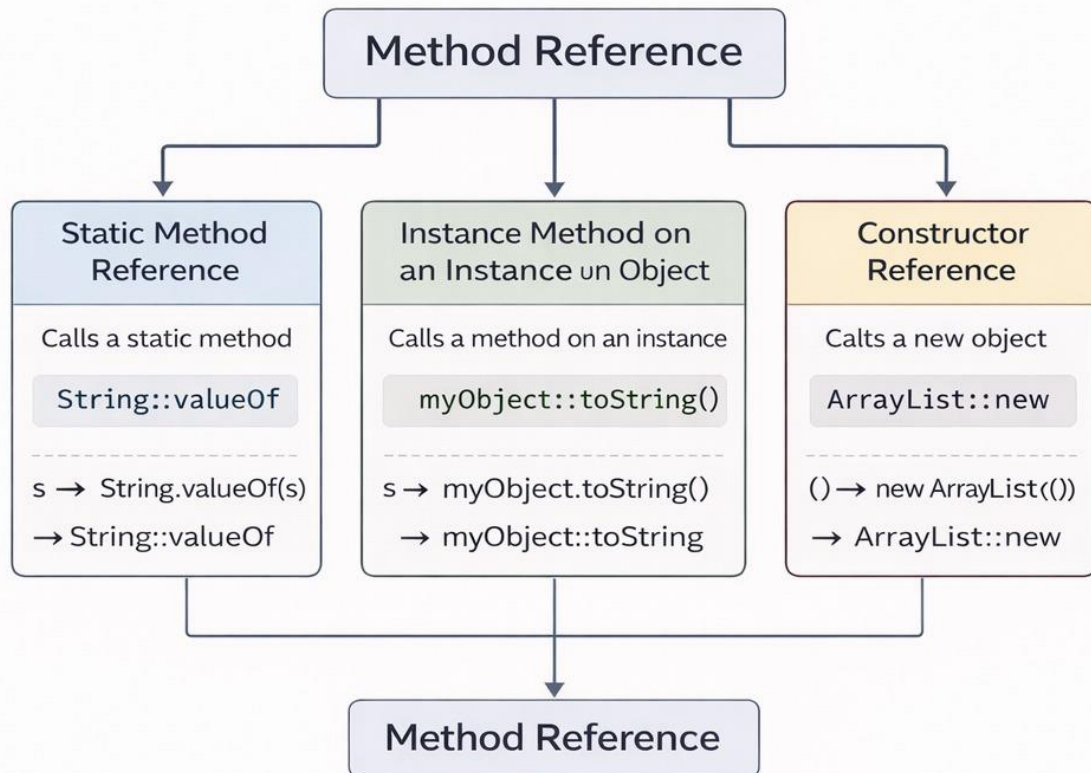 Method Reference
Static Method
Reference
Calls a static method
String::valueOf
s → String.valueOf(s)
→ String::valueOf
Instance Method on
an Instance un Object
Calls a method on an instance
myObject::toString()
s → myObject.toString()
→ myObject::toString
Constructor
Reference
Calts a new object
ArrayList::new
() → new ArrayList(())
→ ArrayList::new
Method Reference